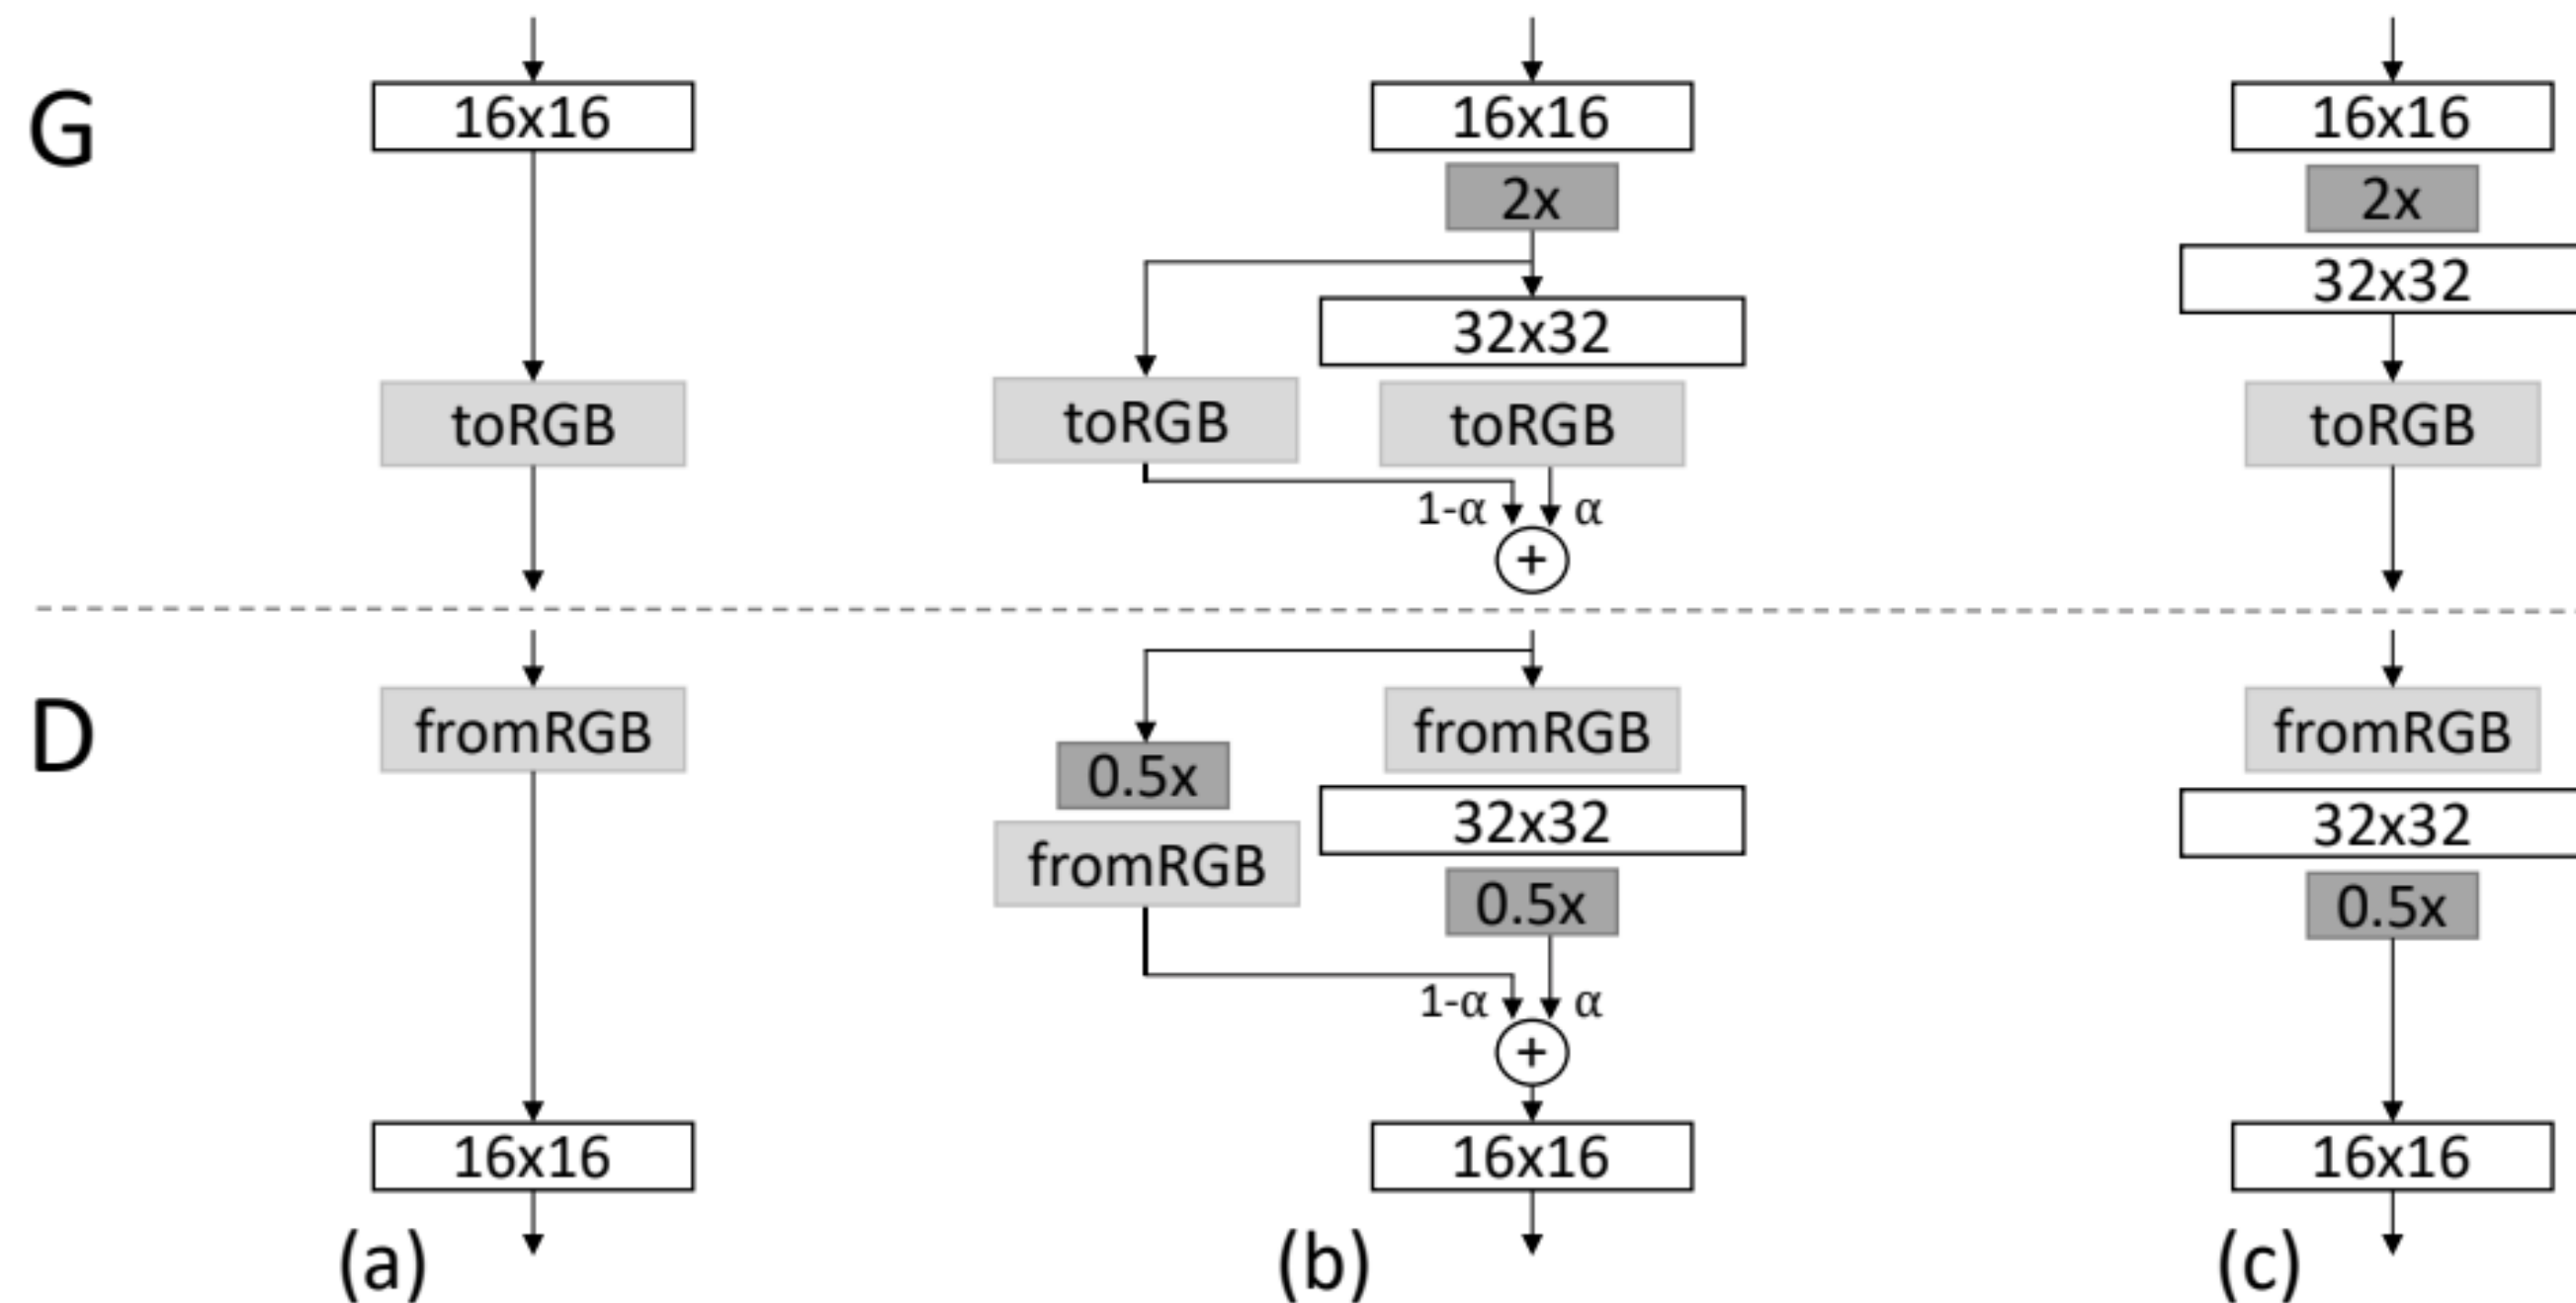 G
16x16
toRGB
16x16
2x
32x32
toRGB
toRGB
1-α
α
+
16x16
2x
32x32
toRGB
D
fromRGB
16x16
fromRGB
0.5x
fromRGB
32x32
0.5x
1-α
α
+
16x16
fromRGB
32x32
0.5x
16x16
(a)
(b)
(c)